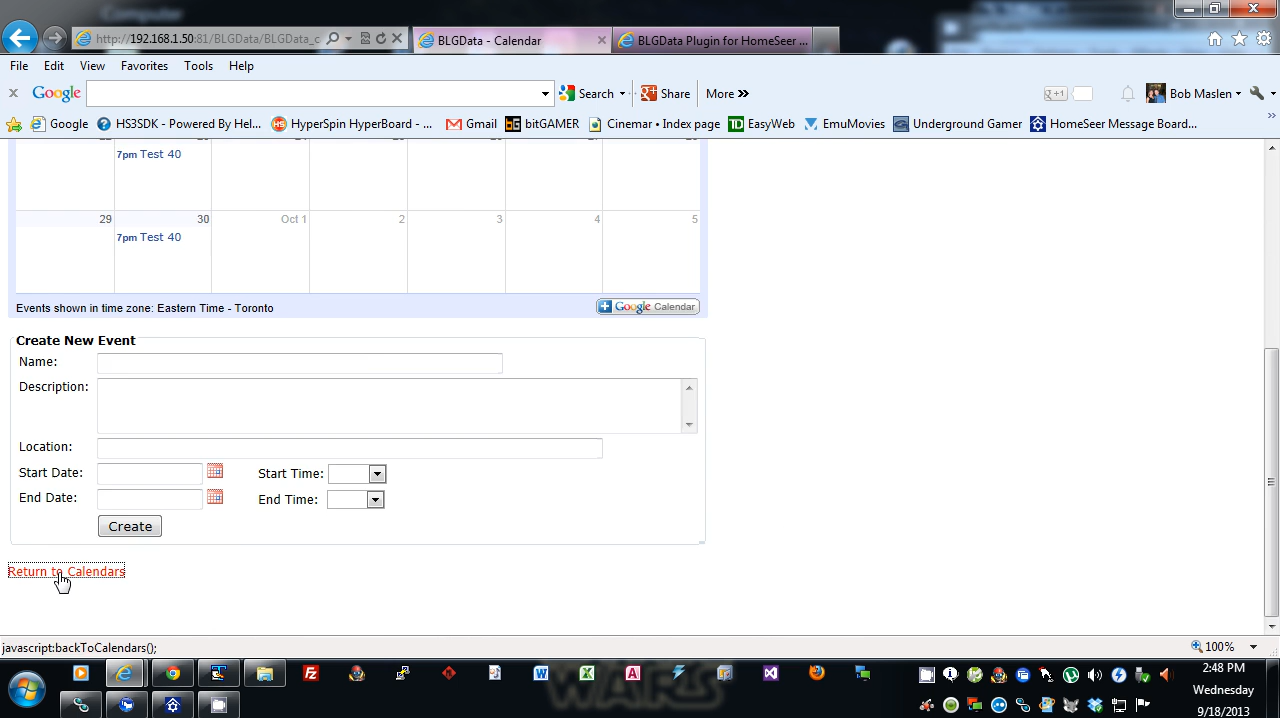 Computer
http://192.168.1.50:81/BLGData/BLGData_c
BLGData - Calendar
BLGData Plugin for HomeSeer ...
File Edit View Favorites Tools Help
Google Search Share More » +1 Bob Maslen
Google HS3SDK - Powered By Hel... HyperSpin HyperBoard - ... Gmail bitGAMER Cinemar • Index page EasyWeb EmuMovies Underground Gamer HomeSeer Message Board...
7pm Test 40
29 30 Oct 1 2 3 4 5
7pm Test 40
Events shown in time zone: Eastern Time - Toronto
Google Calendar
Create New Event
Name:
Description:
Location:
Start Date: Start Time:
End Date: End Time:
Create
Return to Calendars
javascript:backToCalendars();
100%
WARS
2:48 PM
Wednesday
9/18/2013